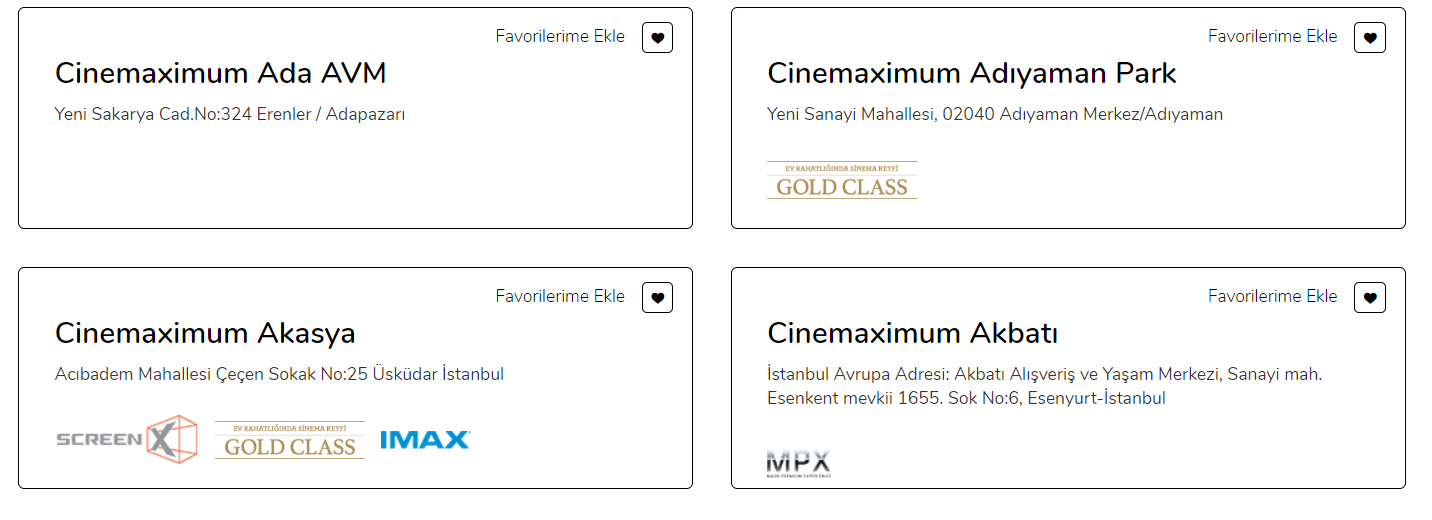 Favorilerime Ekle
Cinemaximum Ada AVM
Yeni Sakarya Cad.No:324 Erenler / Adapazarı
Favorilerime Ekle
Cinemaximum Adıyaman Park
Yeni Sanayi Mahallesi, 02040 Adıyaman Merkez/Adıyaman
EV RAHATLIĞINDA SİNEMA KEYFİ
GOLD CLASS
Favorilerime Ekle
Cinemaximum Akasya
Acıbadem Mahallesi Çeçen Sokak No:25 Üsküdar İstanbul
SCREENX
EV RAHATLIĞINDA SİNEMA KEYFİ
GOLD CLASS
IMAX
Favorilerime Ekle
Cinemaximum Akbatı
İstanbul Avrupa Adresi: Akbatı Alışveriş ve Yaşam Merkezi, Sanayi mah.
Esenkent mevkii 1655. Sok No:6, Esenyurt-İstanbul
MPX